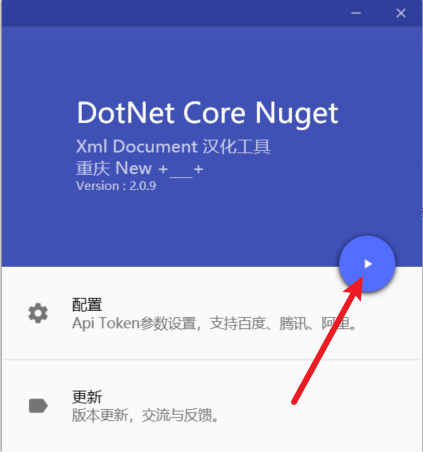 DotNet Core Nuget
Xml Document 汉化工具
重庆 New +___+
Version : 2.0.9
配置
Api Token参数设置，支持百度、腾讯、阿里。
更新
版本更新，交流与反馈。